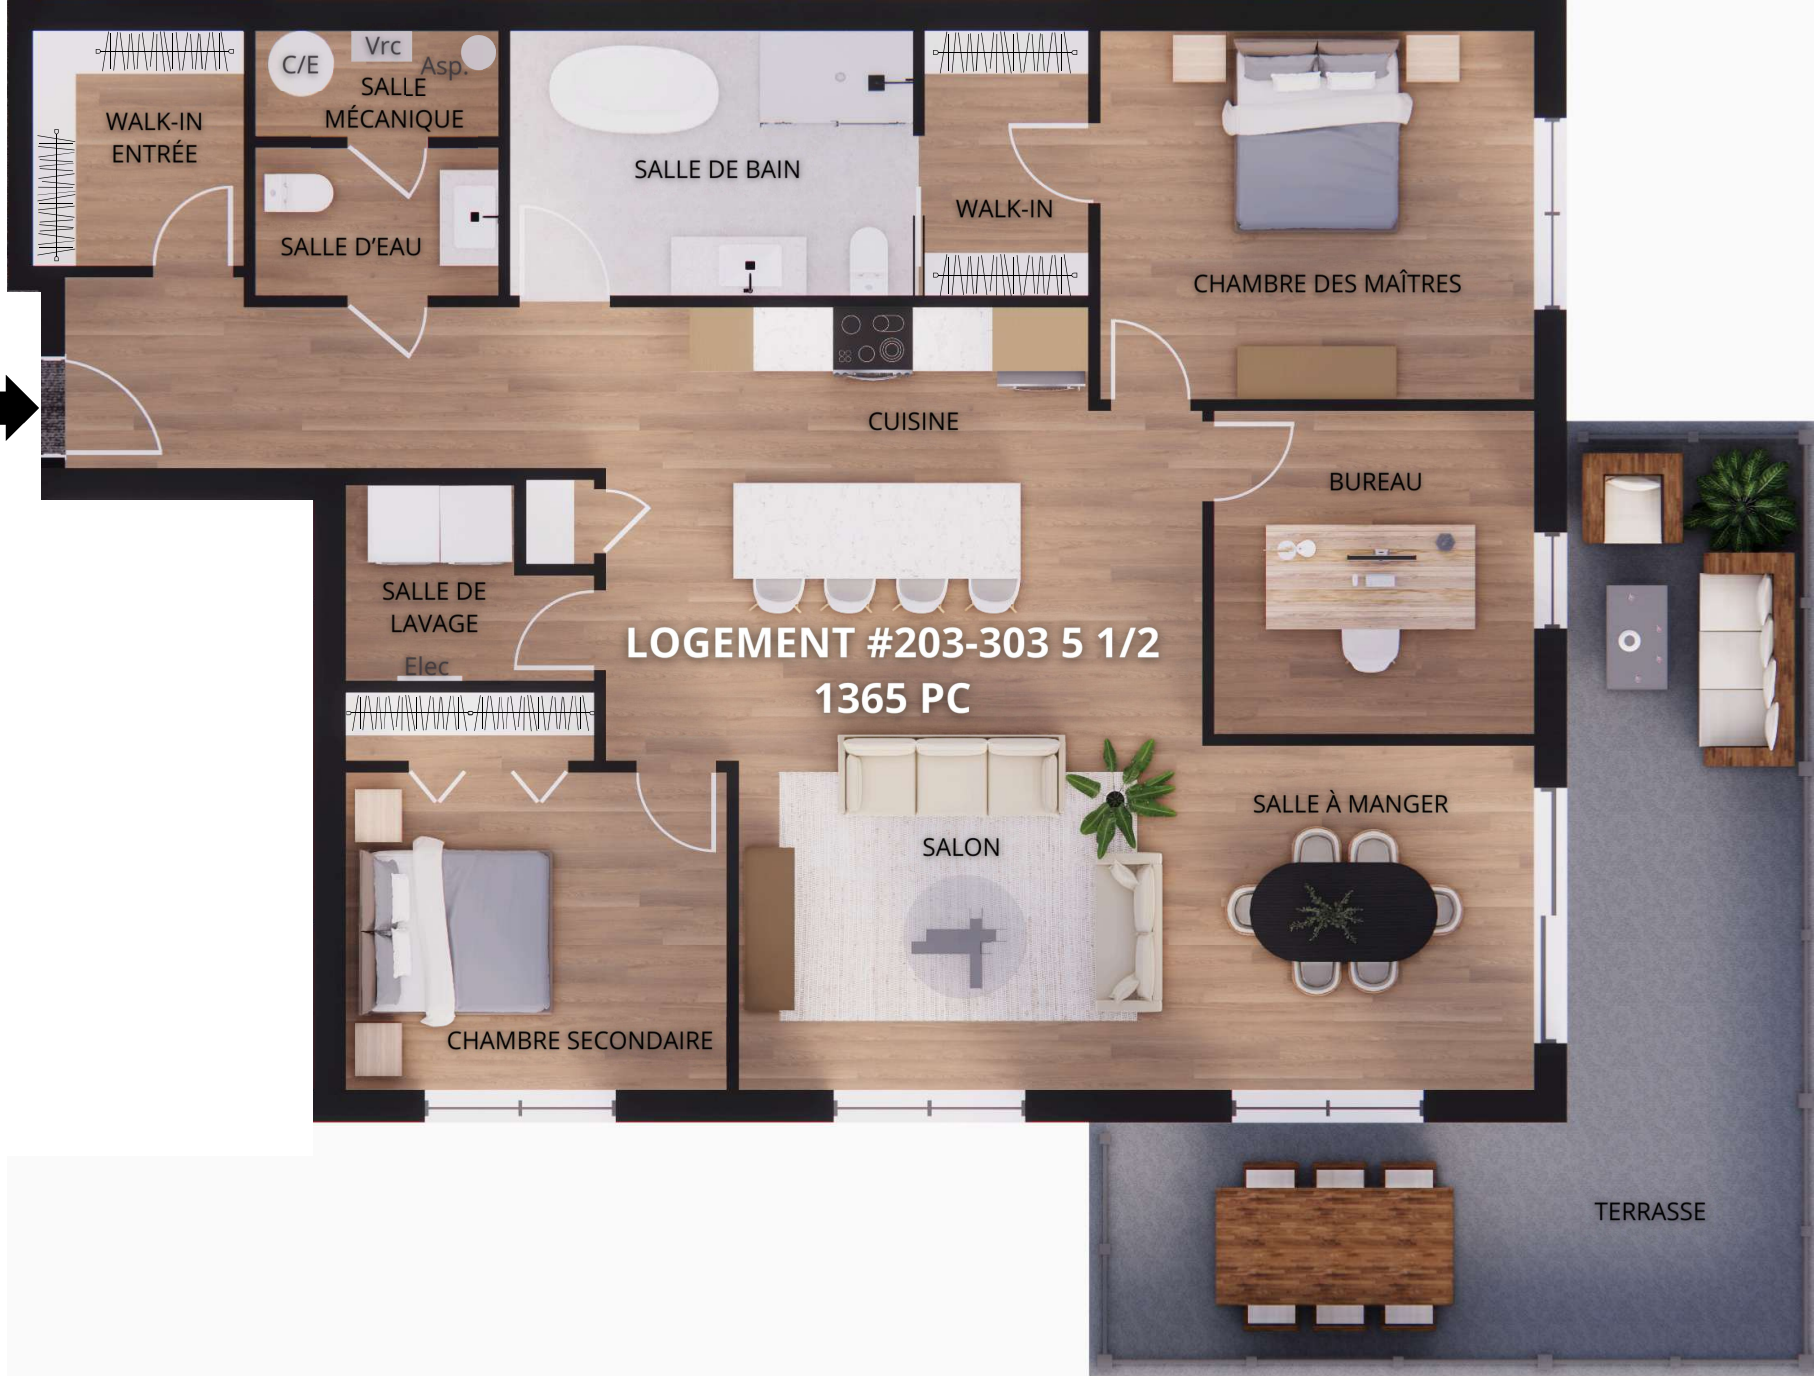 C/E
Vrc
Asp.
SALLE
MÉCANIQUE
WALK-IN
ENTRÉE
SALLE DE BAIN
WALK-IN
SALLE D'EAU
CHAMBRE DES MAÎTRES
CUISINE
BUREAU
SALLE DE
LAVAGE
Elec
LOGEMENT #203-303 5 1/2
1365 PC
SALLE À MANGER
SALON
CHAMBRE SECONDAIRE
TERRASSE